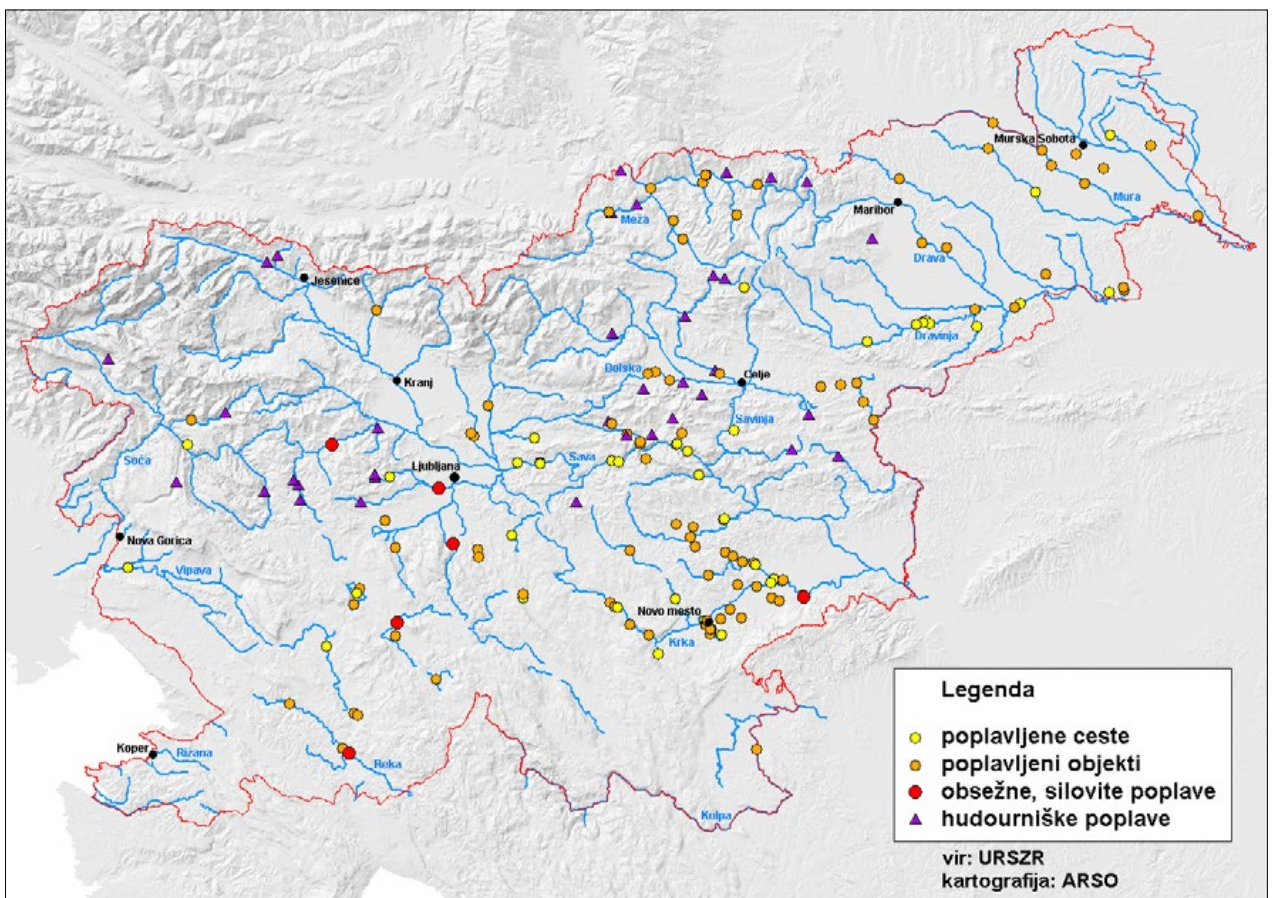 Murska Sobota
Mura
Maribor
Meža
Drava
Jesenice
Dravinja
Bolska
Celje
Kranj
Savinja
Soča
Ljubljana
Sava
Nova Gorica
Vipava
Novo mesto
Krka
Koper
Rižana
Reka
Kolpa
Legenda
poplavljene ceste
poplavljeni objekti
obsežne, silovite poplave
hudourniške poplave
vir: URSZR
kartografija: ARSO